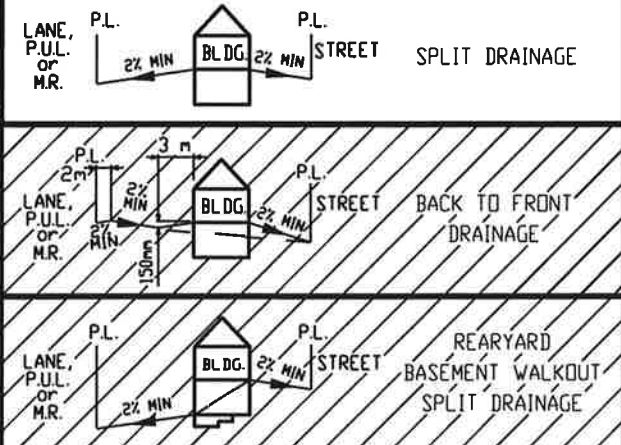 P.L.
P.L.
LANE,
P.U.L.
or
M.R.
2% MIN
BLDG.
2% MIN
STREET
SPLIT DRAINAGE
P.L.
3 m
2m
P.L.
LANE,
P.U.L.
or
M.R.
2%
MIN
2%
MIN
150mm
BLDG.
2% MIN
STREET
BACK TO FRONT
DRAINAGE
P.L.
P.L.
LANE,
P.U.L.
or
M.R.
2% MIN
BLDG.
2% MIN
STREET
REARYARD
BASEMENT WALKOUT
SPLIT DRAINAGE